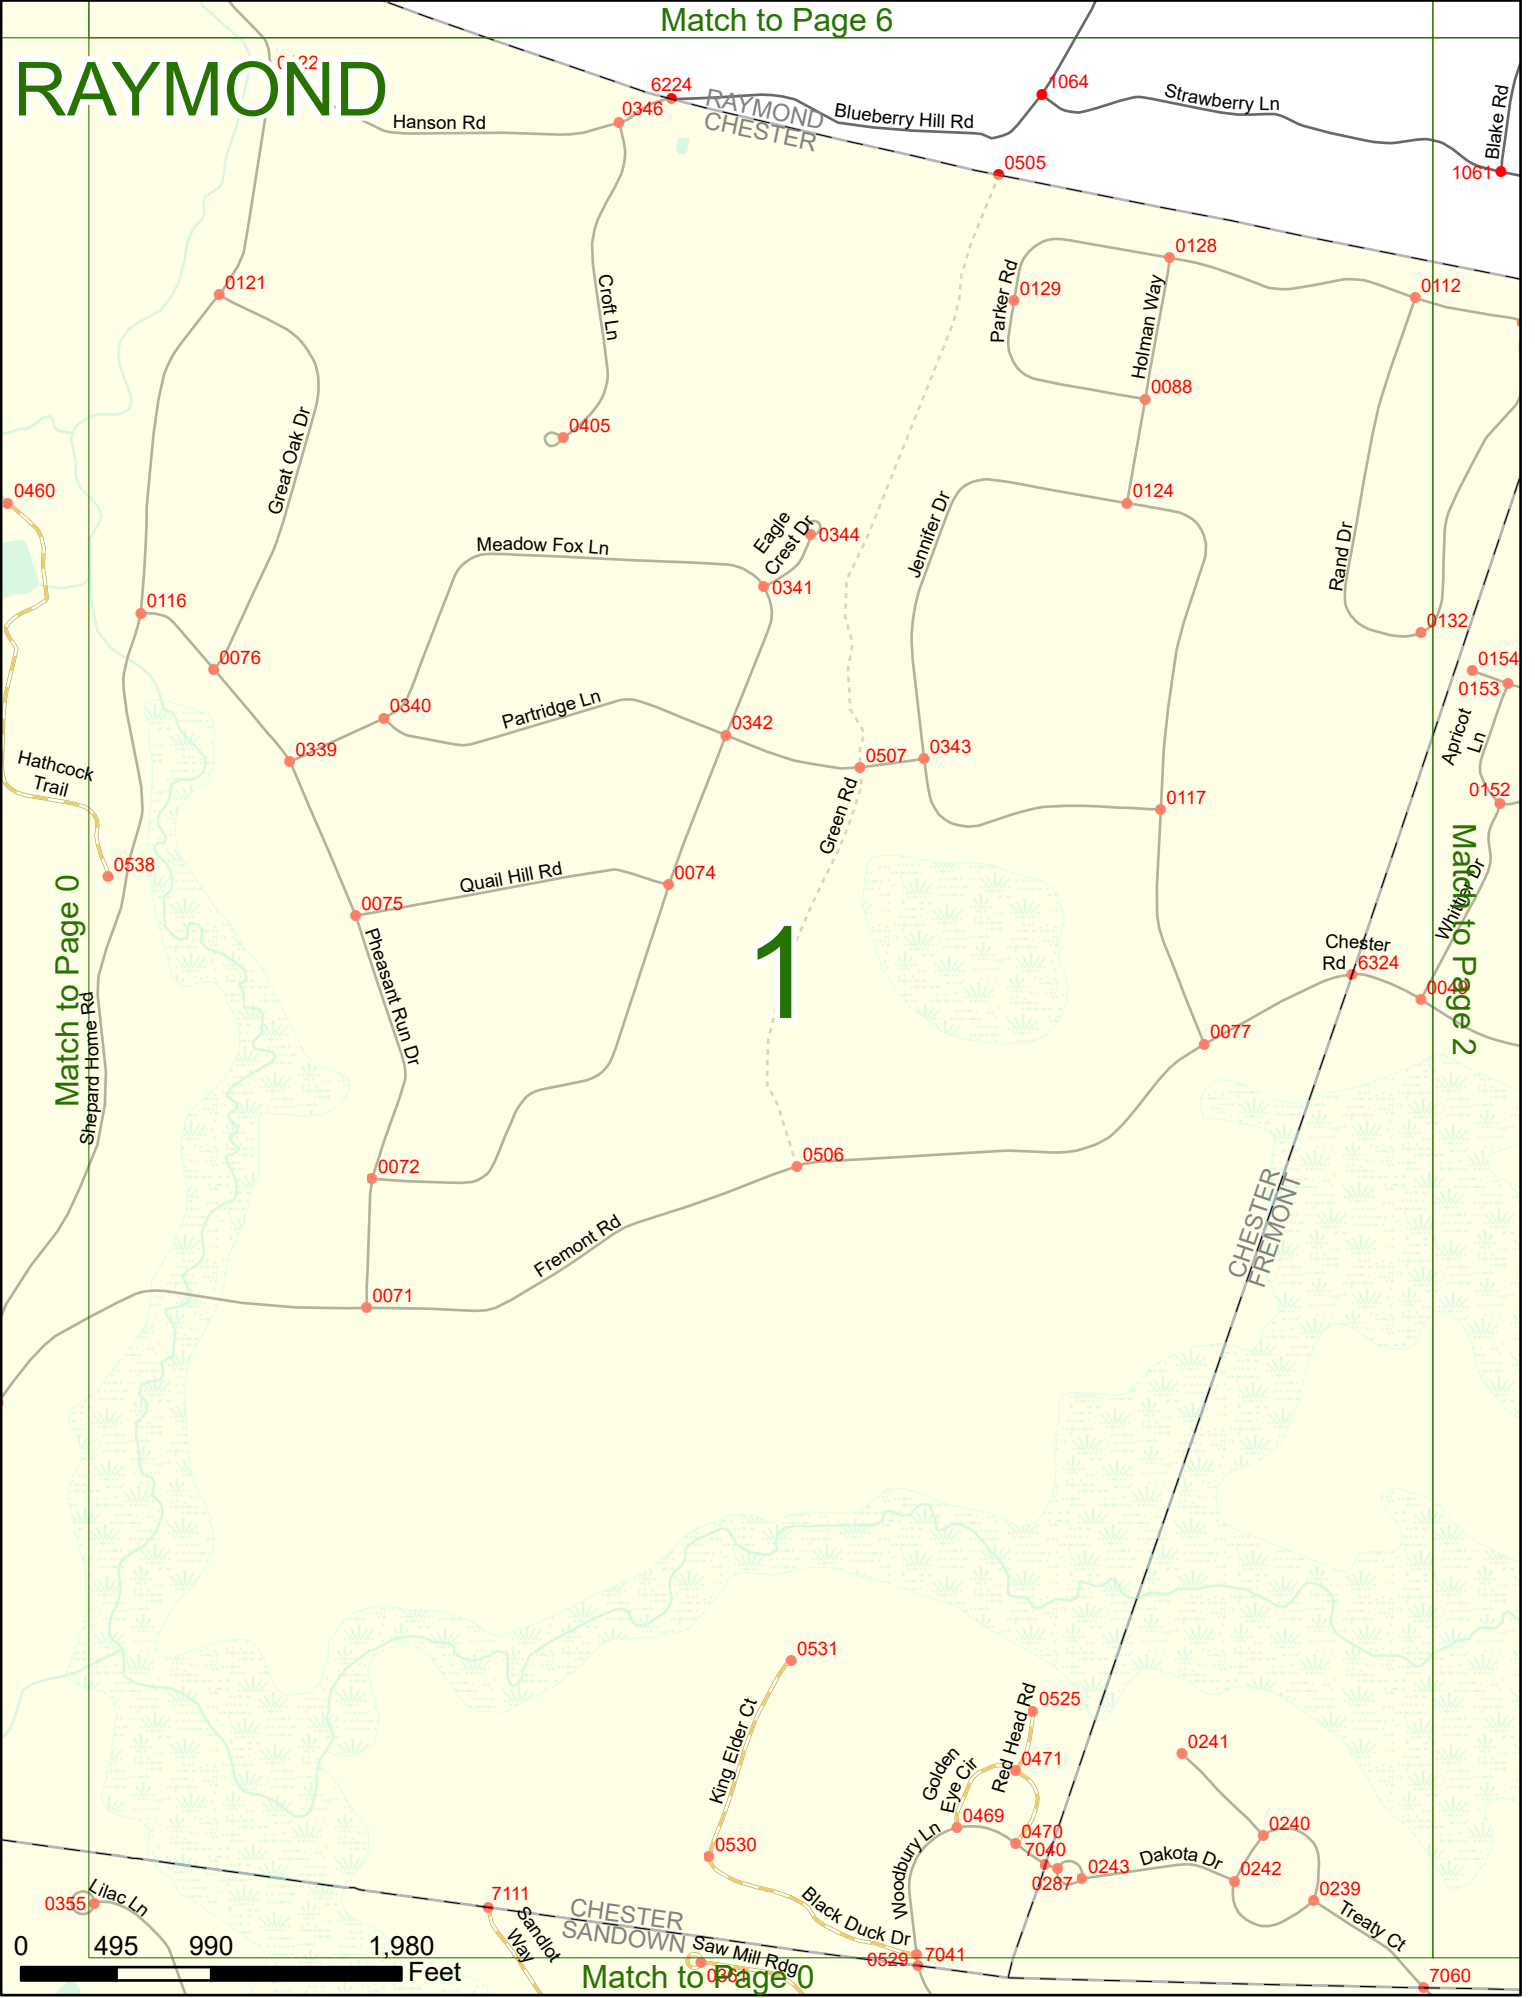 Match to Page 6
RAYMOND
6224
1064
0346
Hanson Rd
RAYMOND
CHESTER
Blueberry Hill Rd
Strawberry Ln
Blake Rd
0505
1061
0128
0121
Parker Rd
0129
0112
Croft Ln
Holman Way
0088
Great Oak Dr
0405
0460
Jennifer Dr
0124
Eagle
Crest Dr
0344
Meadow Fox Ln
Rand Dr
0341
0116
0132
0076
0154
0153
0340
Partridge Ln
0342
Apricot
Ln
0339
0507
0343
Hathcock
Trail
Green Rd
0117
0152
0538
Quail Hill Rd
0074
0075
Whittier Dr
Match to Page 0
Match to Page 2
Pheasant Run Dr
1
Chester
Rd
6324
0049
Shepard Home Rd
0077
0072
0506
CHESTER
FREMONT
Fremont Rd
0071
0531
0525
Red Head Rd
King Elder Ct
0241
Golden
Eye Cir
0471
0469
0470
0240
Woodbury Ln
7040
0530
0243
Dakota Dr
0242
0287
Lilac Ln
0355
7111
0239
Black Duck Dr
Treaty Ct
Sandlot
Way
CHESTER
SANDOWN
Saw Mill Rdg
7041
0529
0 495 990 1,980
Feet
0361
Match to Page 0
7060